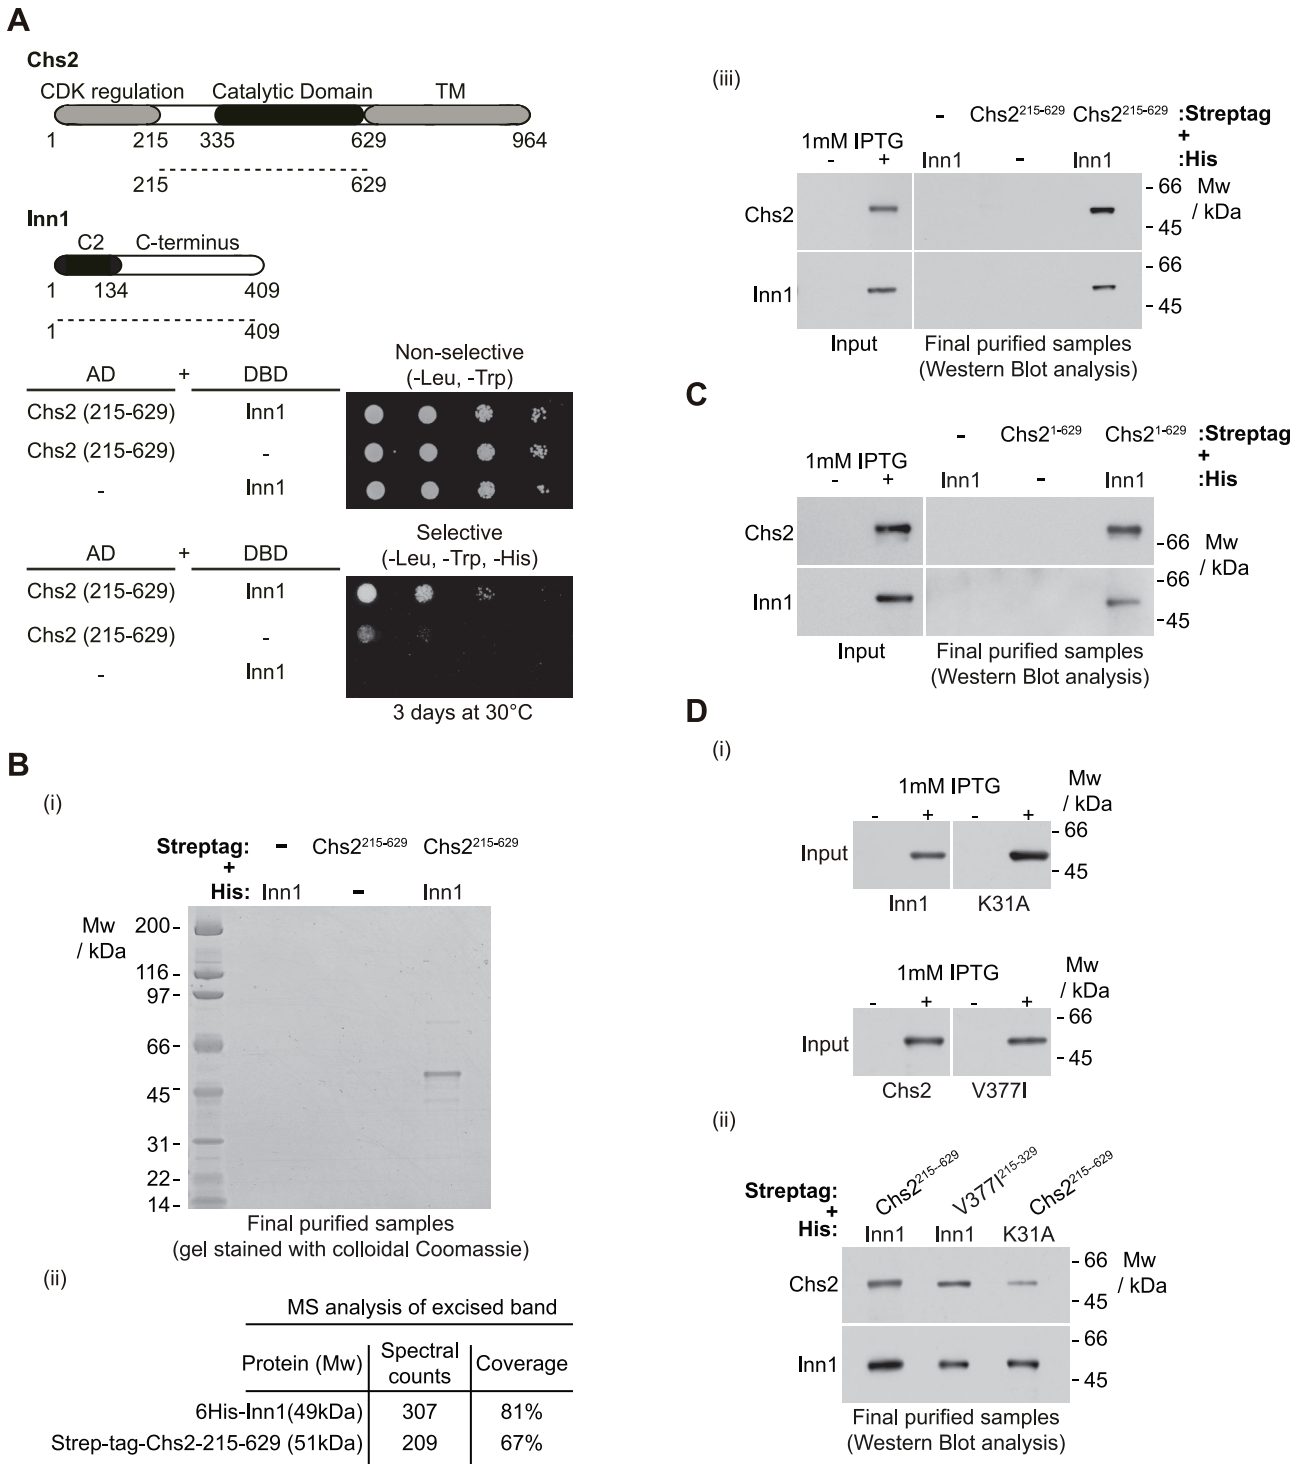 A
Chs2
CDK regulation Catalytic Domain TM
1 215 335 629 964
215 629
Inn1
C2 C-terminus
1 134 409
1 409
AD + DBD
Non-selective
(-Leu, -Trp)
Chs2 (215-629) Inn1
Chs2 (215-629) -
- Inn1
AD + DBD
Selective
(-Leu, -Trp, -His)
Chs2 (215-629) Inn1
Chs2 (215-629) -
- Inn1
3 days at 30°C
B
(i)
Streptag: - Chs2²¹⁵⁻⁶²⁹ Chs2²¹⁵⁻⁶²⁹
+
His: Inn1 - Inn1
Mw
/ kDa
200
116
97
66
45
31
22
14
Final purified samples
(gel stained with colloidal Coomassie)
(ii)
MS analysis of excised band
Protein (Mw) Spectral counts Coverage
6His-Inn1(49kDa) 307 81%
Strep-tag-Chs2-215-629 (51kDa) 209 67%
(iii)
- Chs2²¹⁵⁻⁶²⁹ Chs2²¹⁵⁻⁶²⁹ :Streptag
+
1mM IPTG
- + Inn1 - Inn1 :His
Chs2
66 Mw
/ kDa
45
Inn1
66
45
Input Final purified samples
(Western Blot analysis)
C
- Chs2¹⁻⁶²⁹ Chs2¹⁻⁶²⁹ :Streptag
+
1mM IPTG
- + Inn1 - Inn1 :His
Chs2
66 Mw
/ kDa
Inn1
66
45
Input Final purified samples
(Western Blot analysis)
D
(i)
1mM IPTG
Mw
/ kDa
- + - +
Input
66
45
Inn1 K31A
1mM IPTG
Mw
/ kDa
- + - +
Input
66
45
Chs2 V377I
(ii)
Streptag: Chs2²¹⁵⁻⁻⁶²⁹ V377I²¹⁵⁻³²⁹ Chs2²¹⁵⁻⁻⁶²⁹
+
His: Inn1 Inn1 K31A
Chs2
66 Mw
/ kDa
45
Inn1
66
45
Final purified samples
(Western Blot analysis)